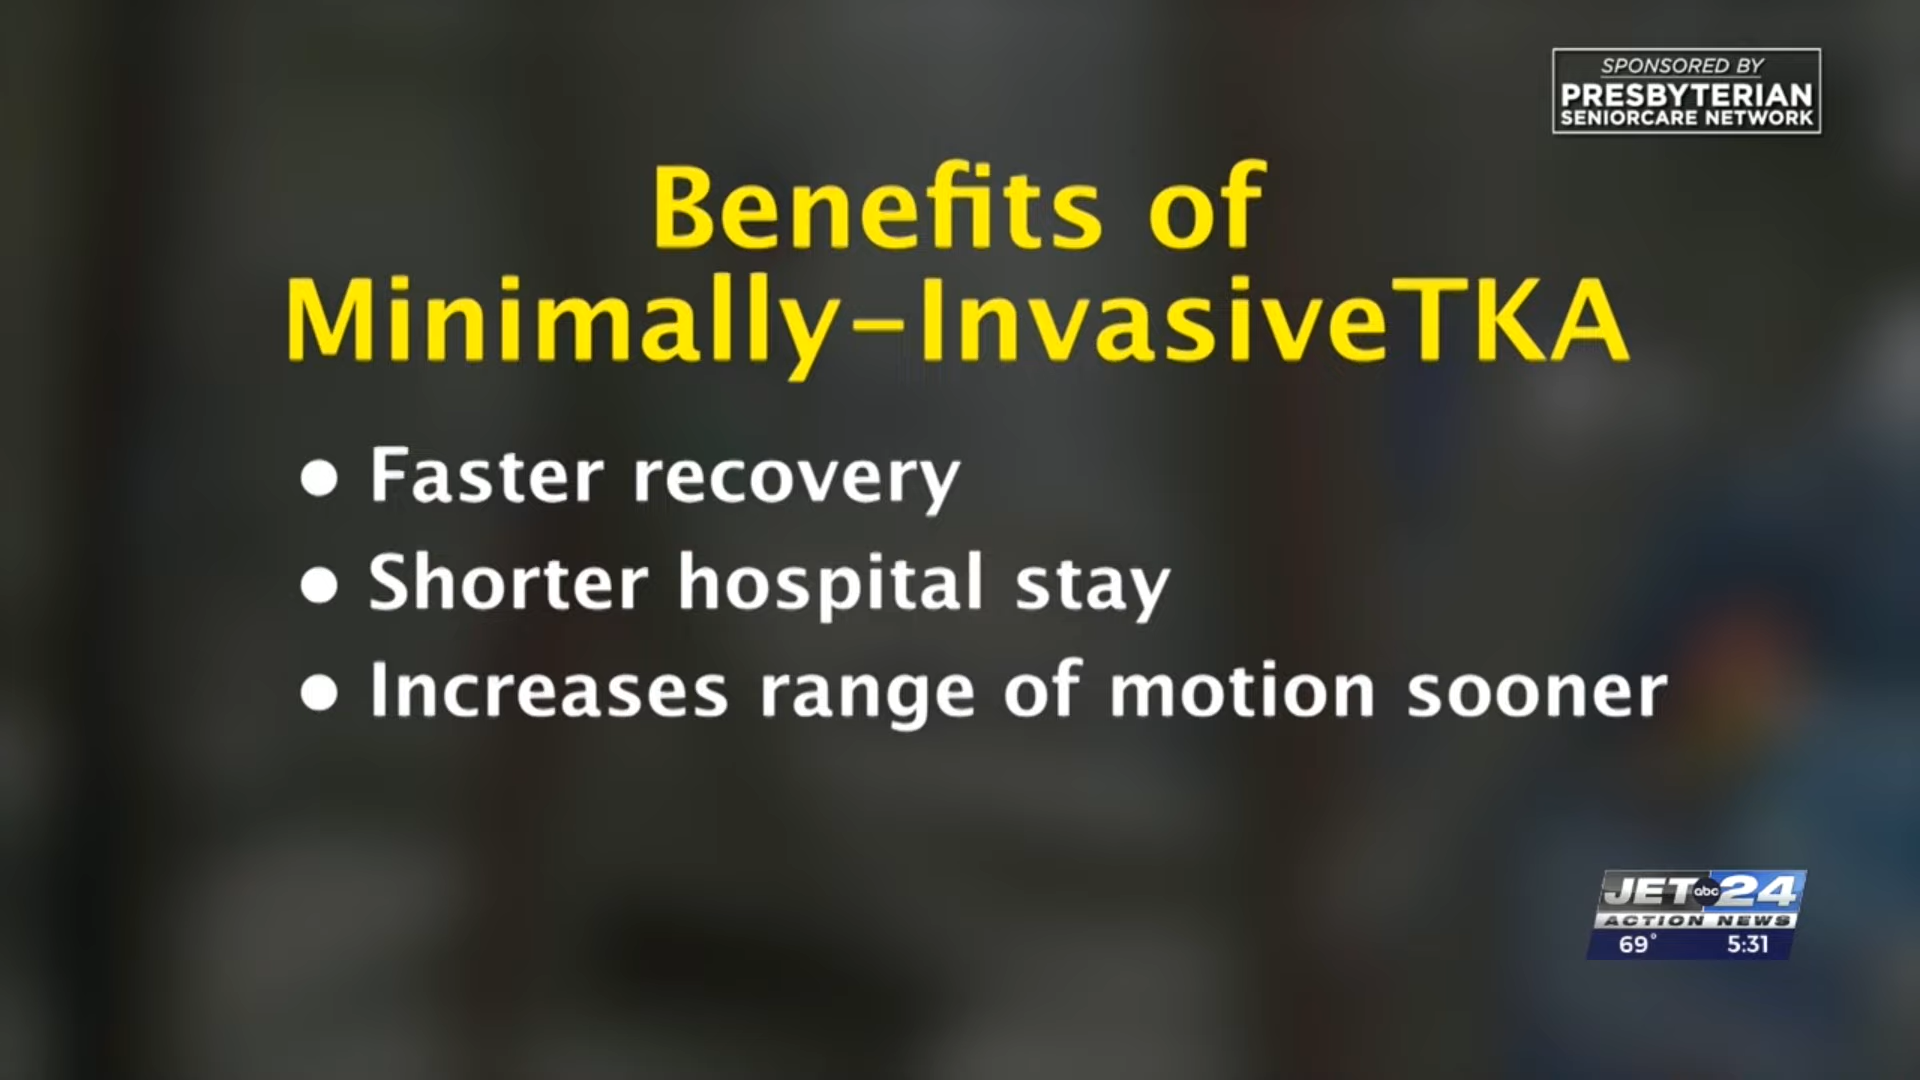 SPONSORED BY
PRESBYTERIAN
SENIORCARE NETWORK
Benefits of
Minimally-InvasiveTKA
• Faster recovery
• Shorter hospital stay
• Increases range of motion sooner
JET abc 24
ACTION NEWS
69° 5:31